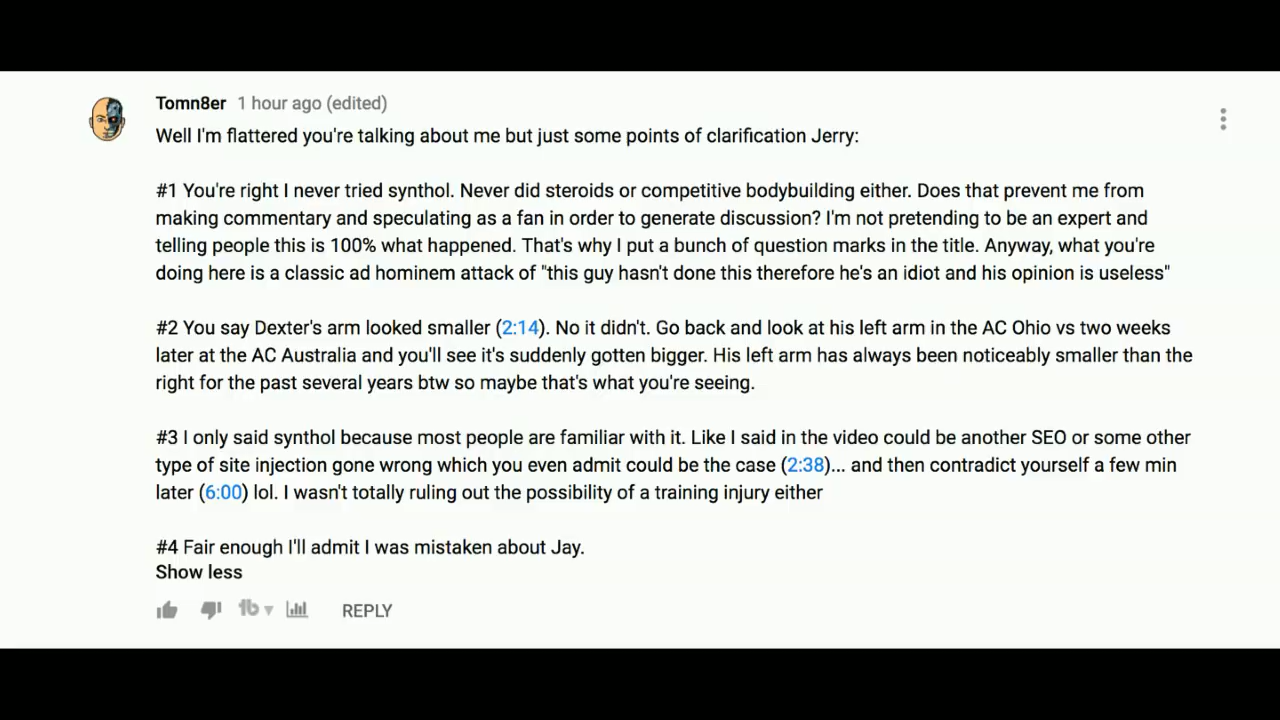 Tomn8er 1 hour ago (edited)
Well I'm flattered you're talking about me but just some points of clarification Jerry:
#1 You're right I never tried synthol. Never did steroids or competitive bodybuilding either. Does that prevent me from
making commentary and speculating as a fan in order to generate discussion? I'm not pretending to be an expert and
telling people this is 100% what happened. That's why I put a bunch of question marks in the title. Anyway, what you're
doing here is a classic ad hominem attack of "this guy hasn't done this therefore he's an idiot and his opinion is useless"
#2 You say Dexter's arm looked smaller (2:14). No it didn't. Go back and look at his left arm in the AC Ohio vs two weeks
later at the AC Australia and you'll see it's suddenly gotten bigger. His left arm has always been noticeably smaller than the
right for the past several years btw so maybe that's what you're seeing.
#3 I only said synthol because most people are familiar with it. Like I said in the video could be another SEO or some other
type of site injection gone wrong which you even admit could be the case (2:38)... and then contradict yourself a few min
later (6:00) lol. I wasn't totally ruling out the possibility of a training injury either
#4 Fair enough I'll admit I was mistaken about Jay.
Show less
tb
REPLY